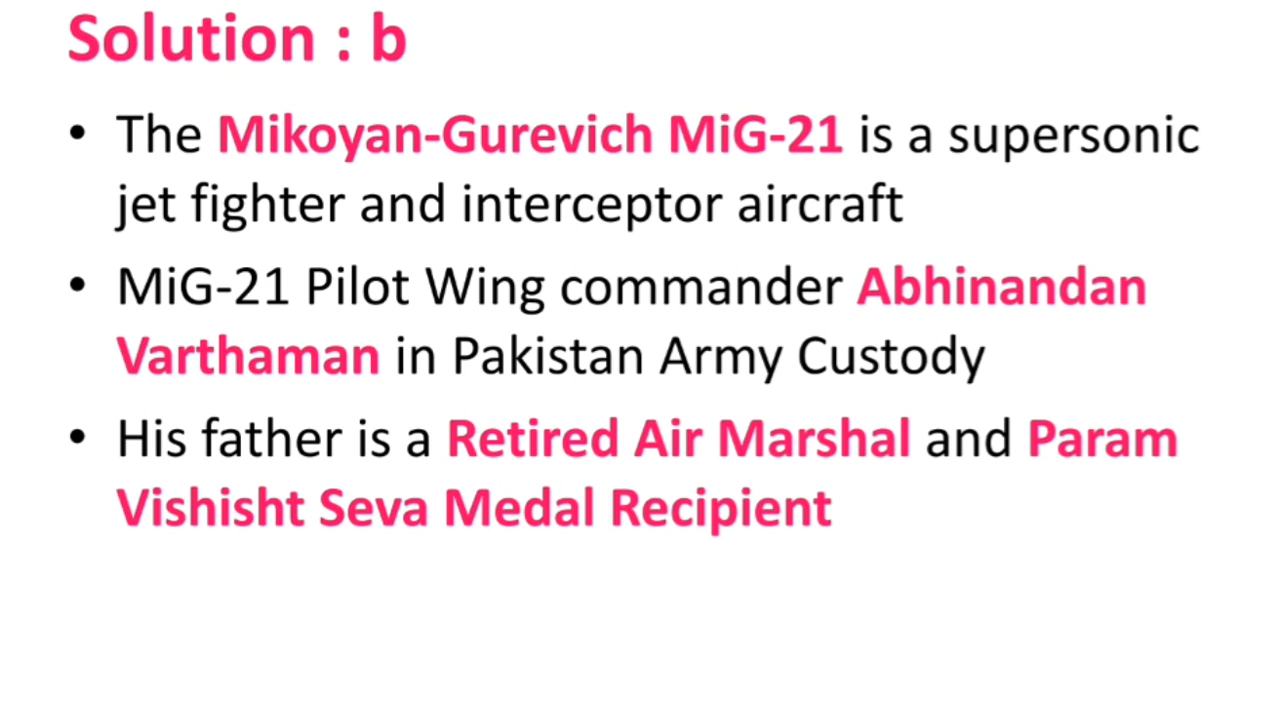 Solution : b
• The Mikoyan-Gurevich MiG-21 is a supersonic
jet fighter and interceptor aircraft
• MiG-21 Pilot Wing commander Abhinandan
Varthaman in Pakistan Army Custody
• His father is a Retired Air Marshal and Param
Vishisht Seva Medal Recipient